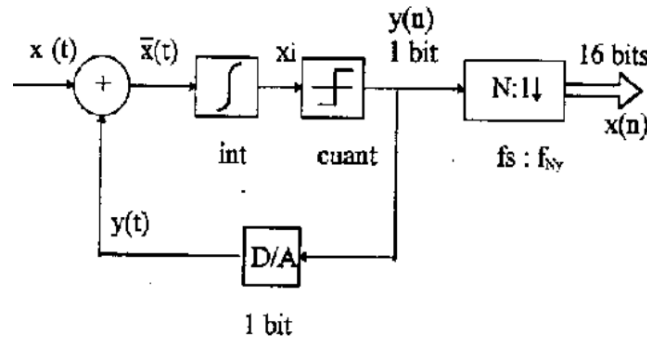 x (t)
+
x̄(t)
xi
y(n)
1 bit
N:1↓
16 bits
x(n)
int
cuant
fs : fNy
y(t)
D/A
1 bit